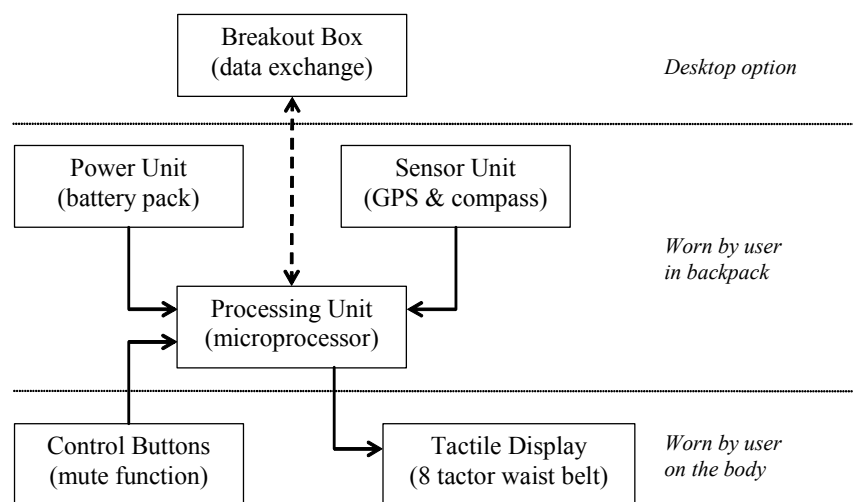 Breakout Box
(data exchange)
Desktop option
Power Unit
(battery pack)
Sensor Unit
(GPS & compass)
Worn by user
in backpack
Processing Unit
(microprocessor)
Control Buttons
(mute function)
Tactile Display
(8 tactor waist belt)
Worn by user
on the body